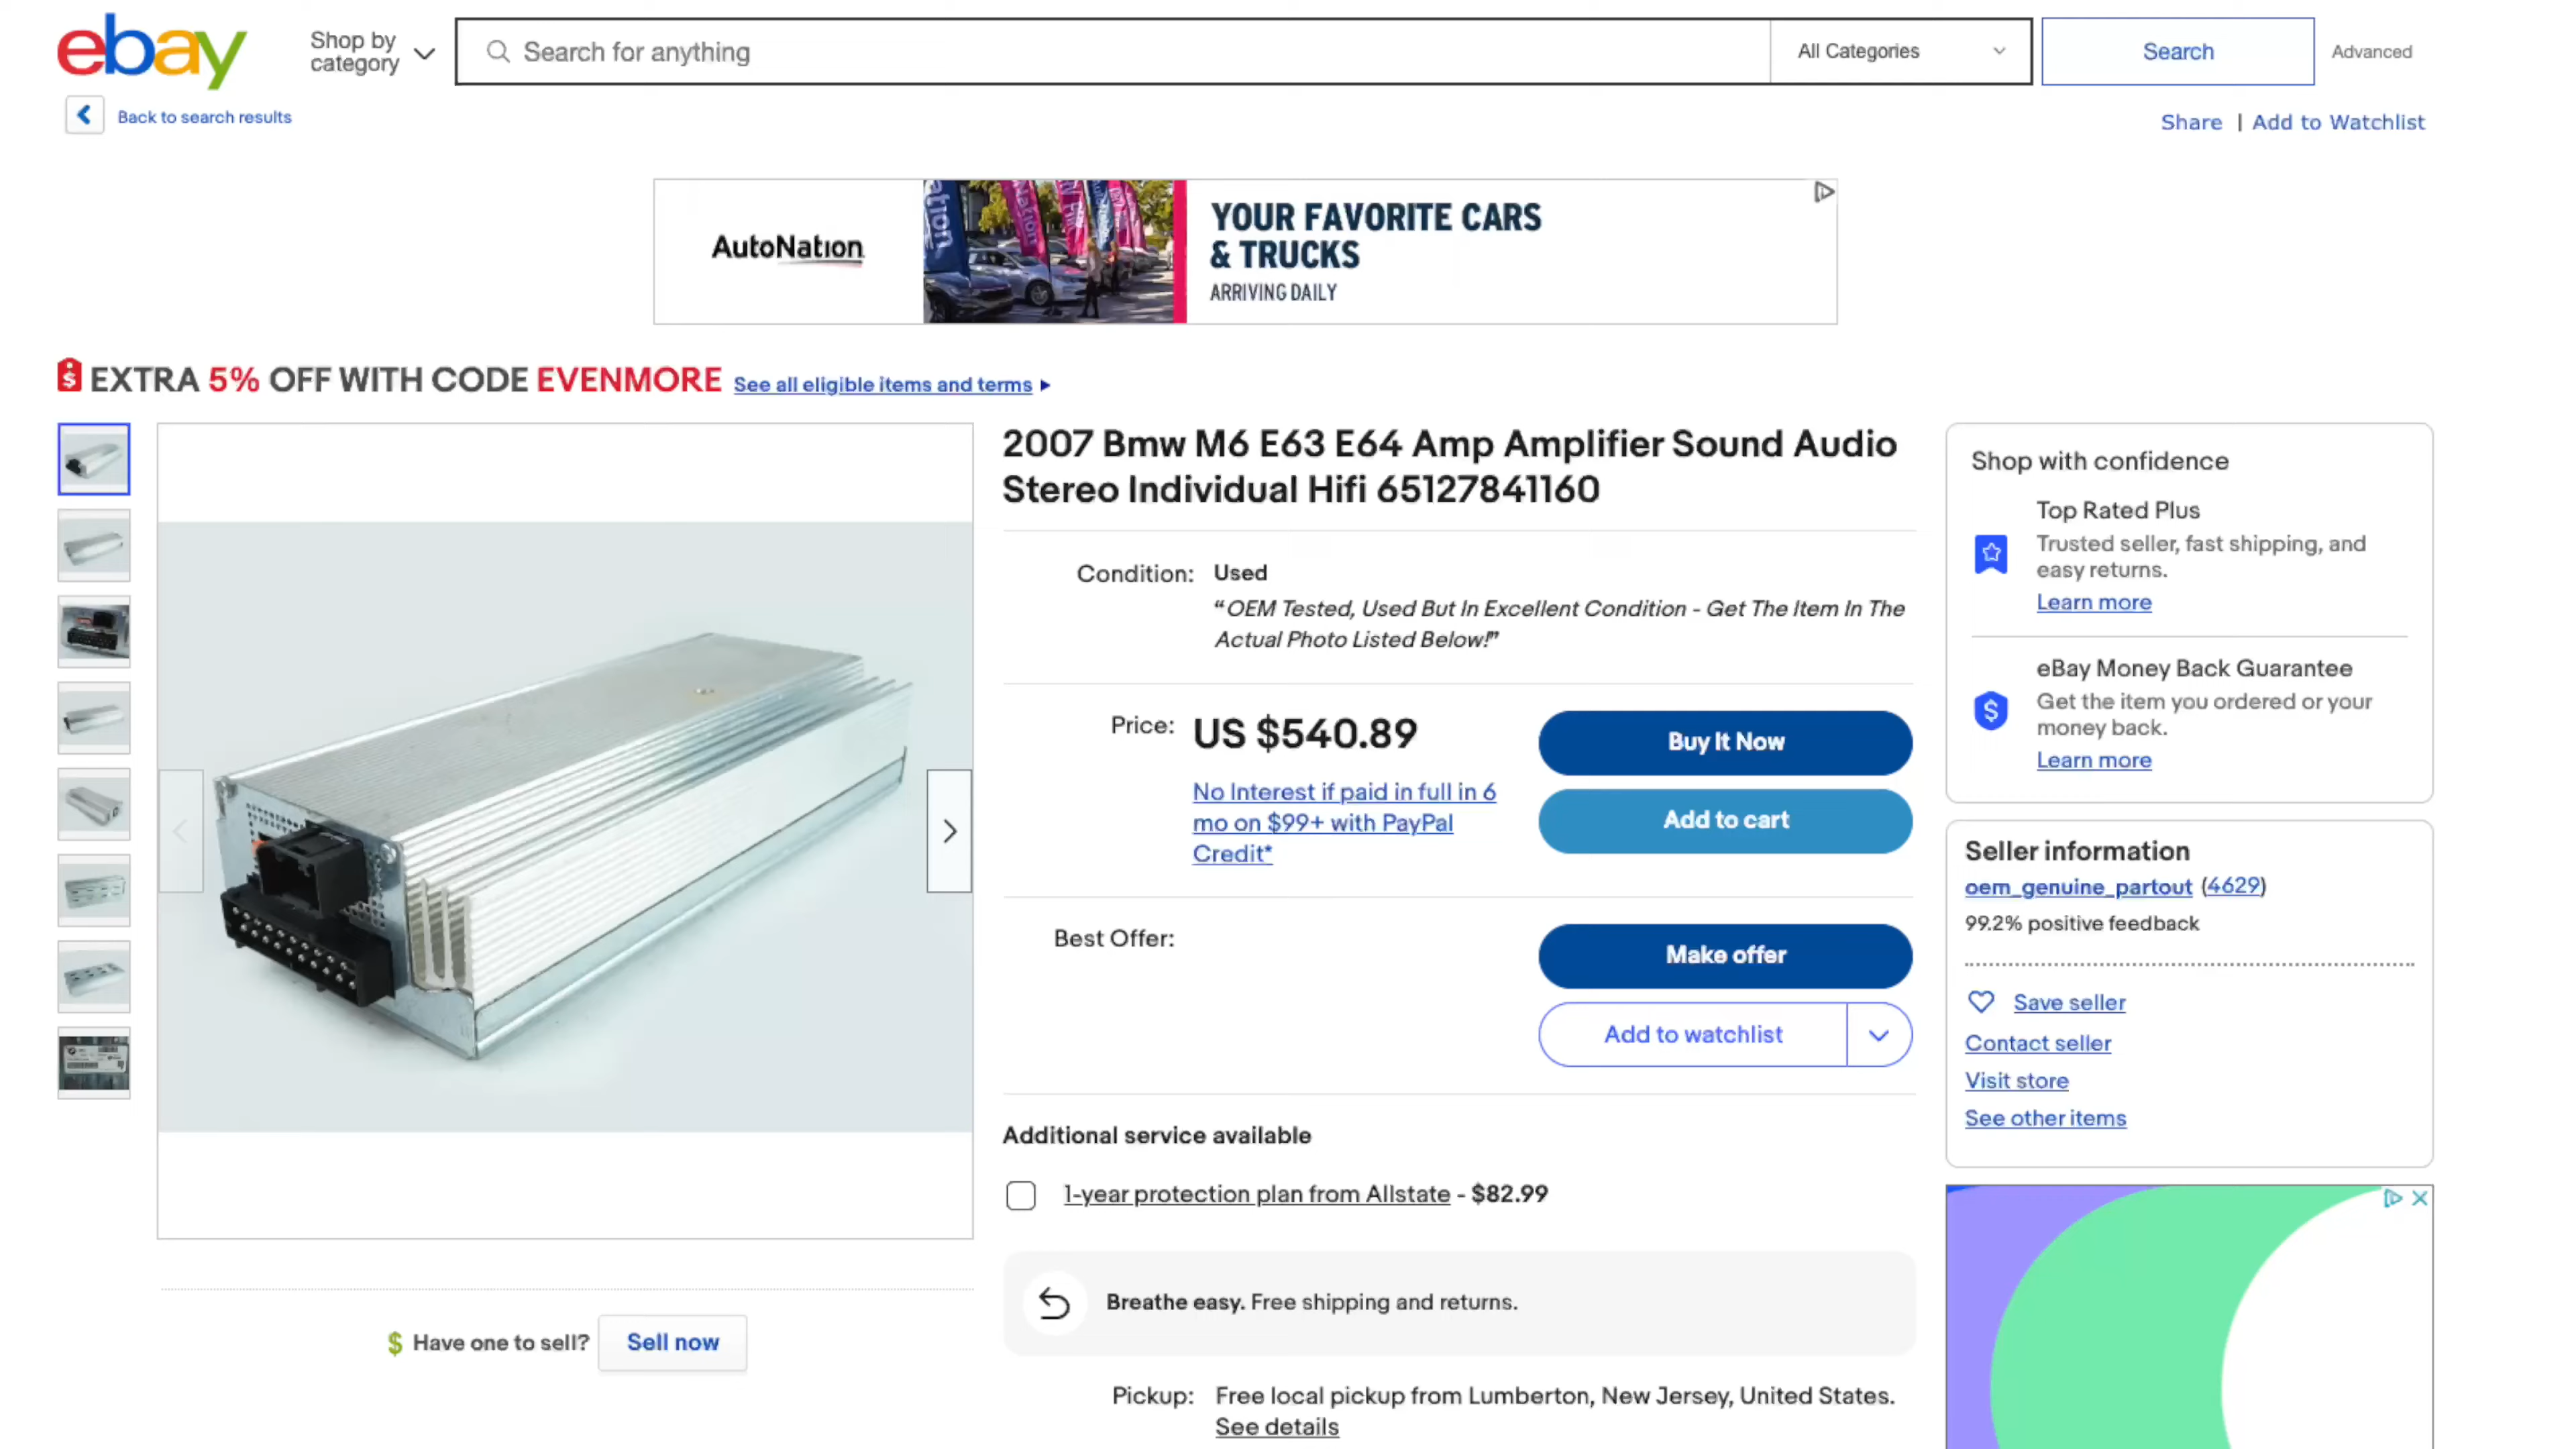 ebay
Shop by
category
Search for anything
All Categories
Search
Advanced
Back to search results
Share | Add to Watchlist
AutoNation
YOUR FAVORITE CARS
& TRUCKS
ARRIVING DAILY
EXTRA 5% OFF WITH CODE EVENMORE See all eligible items and terms
2007 Bmw M6 E63 E64 Amp Amplifier Sound Audio
Stereo Individual Hifi 65127841160
Condition: Used
“OEM Tested, Used But In Excellent Condition - Get The Item In The
Actual Photo Listed Below!”
Price: US $540.89
No Interest if paid in full in 6
mo on $99+ with PayPal
Credit*
Buy It Now
Add to cart
Best Offer:
Make offer
Add to watchlist
Additional service available
1-year protection plan from Allstate - $82.99
Breathe easy. Free shipping and returns.
Pickup: Free local pickup from Lumberton, New Jersey, United States.
See details
$ Have one to sell? Sell now
Shop with confidence
Top Rated Plus
Trusted seller, fast shipping, and
easy returns.
Learn more
eBay Money Back Guarantee
Get the item you ordered or your
money back.
Learn more
Seller information
oem_genuine_partout (4629)
99.2% positive feedback
Save seller
Contact seller
Visit store
See other items